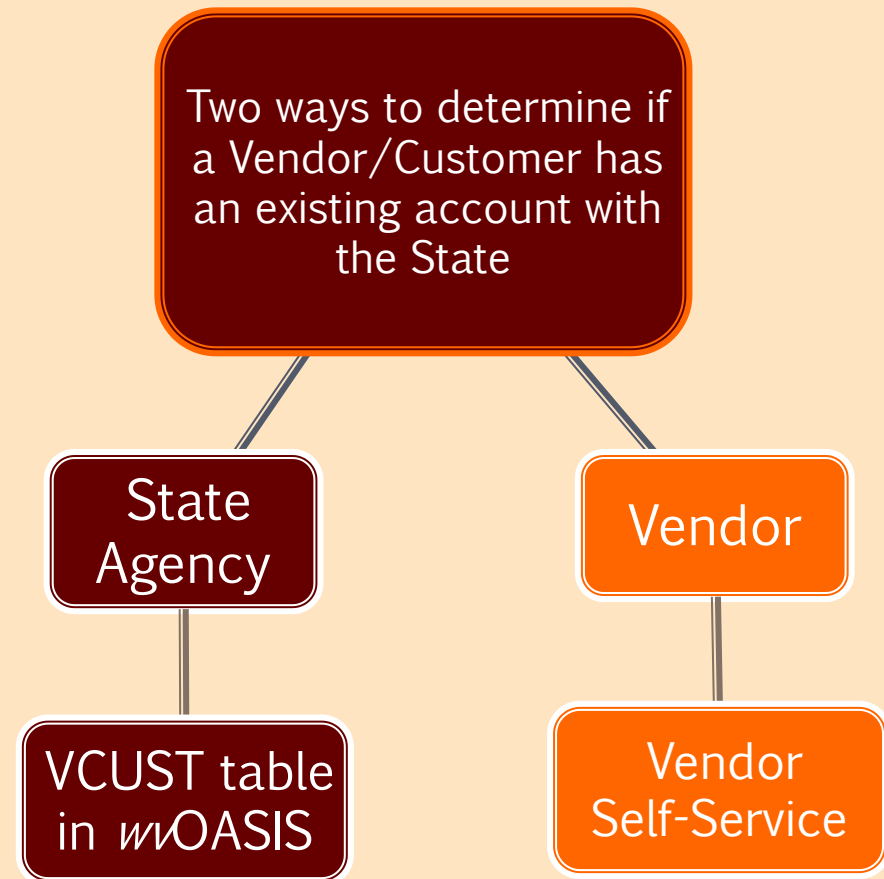 Two ways to determine if
a Vendor/Customer has
an existing account with
the State
State
Agency
Vendor
VCUST table
in wvOASIS
Vendor
Self-Service